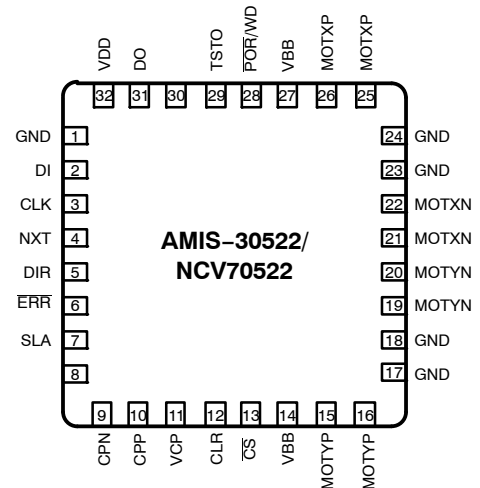 VDD
DO
TSTO
POR/WD
VBB
MOTXP
MOTXP
32
31
30
29
28
27
26
25
GND 1
DI 2
CLK 3
NXT 4
DIR 5
ERR 6
SLA 7
8
AMIS–30522/
NCV70522
24 GND
23 GND
22 MOTXN
21 MOTXN
20 MOTYN
19 MOTYN
18 GND
17 GND
9
10
11
12
13
14
15
16
CPN
CPP
VCP
CLR
CS
VBB
MOTYP
MOTYP